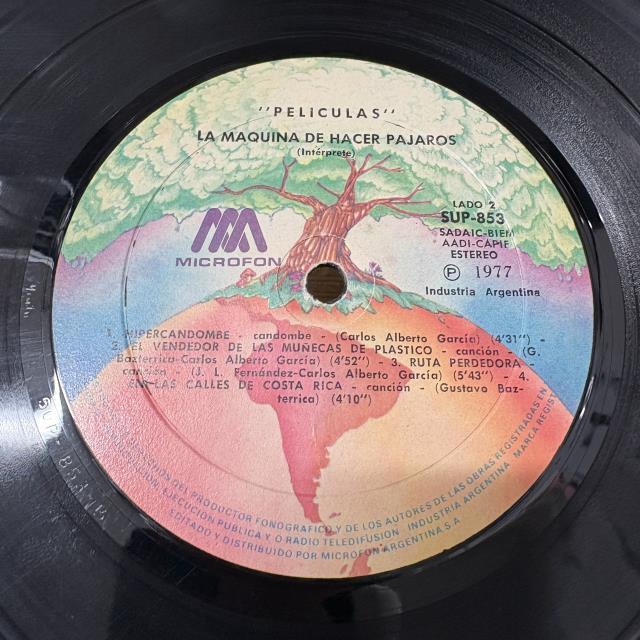 "PELICULAS"
LA MAQUINA DE HACER PAJAROS
(Intérprete)
LADO 2
SUP-853
SADAIC-BIEM
AADI-CAPIF
ESTEREO
Ⓟ 1977
Industria Argentina
MICROFON
1. HIPERCANDOMBE - candombe - (Carlos Alberto García) (4'31") -
2. EL VENDEDOR DE LAS MUÑECAS DE PLASTICO - canción - (G.
Bazterrica-Carlos Alberto García) (4'52") - 3. RUTA PERDEDORA -
canción - (J. L. Fernández-Carlos Alberto García) (5'43") - 4.
EN LAS CALLES DE COSTA RICA - canción - (Gustavo Baz-
terrica) (4'10")
DEL PRODUCTOR FONOGRAFICO Y DE LOS AUTORES DE LAS OBRAS REGISTRADAS EN
EJECUCION PUBLICA Y O RADIO TELEDIFUSION INDUSTRIA ARGENTINA MARCA REGIST
EDITADO Y DISTRIBUIDO POR MICROFON ARGENTINA S.A